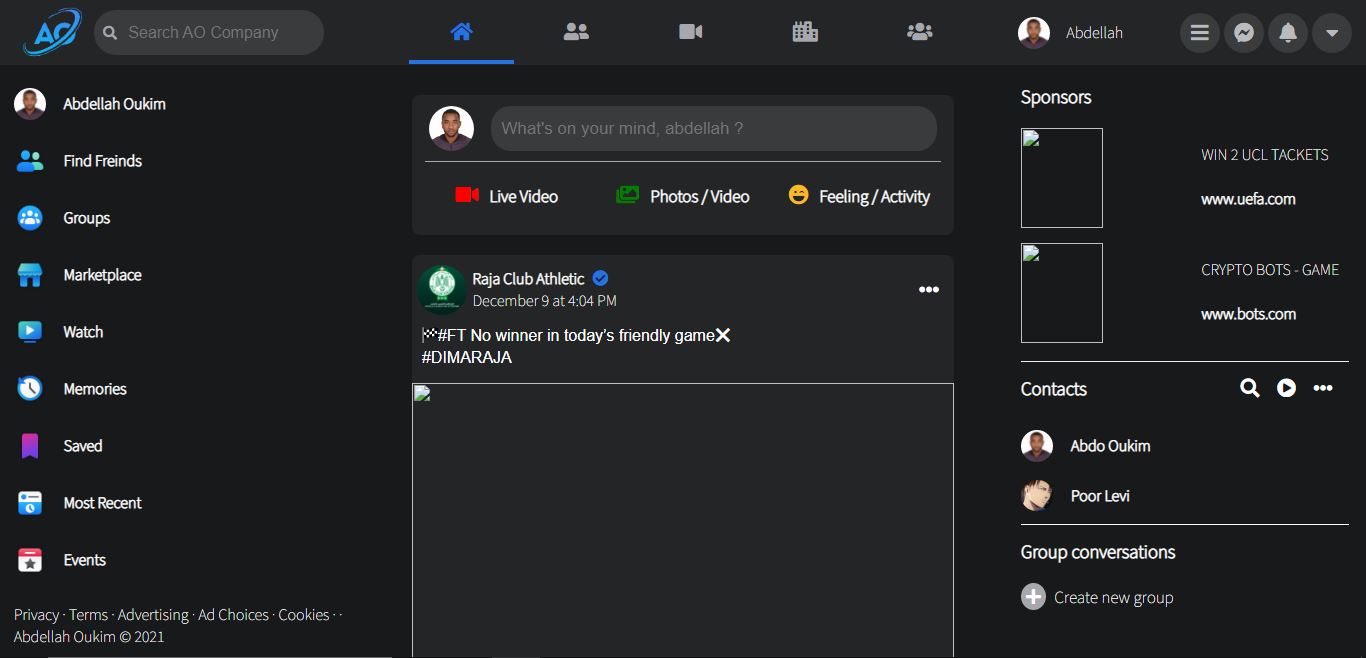 AO
Search AO Company
Abdellah
Abdellah Oukim
Find Freinds
Groups
Marketplace
Watch
Memories
Saved
Most Recent
Events
Privacy · Terms · Advertising · Ad Choices · Cookies · ·
Abdellah Oukim © 2021
What's on your mind, abdellah ?
Live Video
Photos / Video
Feeling / Activity
Raja Club Athletic
December 9 at 4:04 PM
🏁#FT No winner in today’s friendly game❌
#DIMARAJA
Sponsors
WIN 2 UCL TACKETS
www.uefa.com
CRYPTO BOTS - GAME
www.bots.com
Contacts
Abdo Oukim
Poor Levi
Group conversations
Create new group